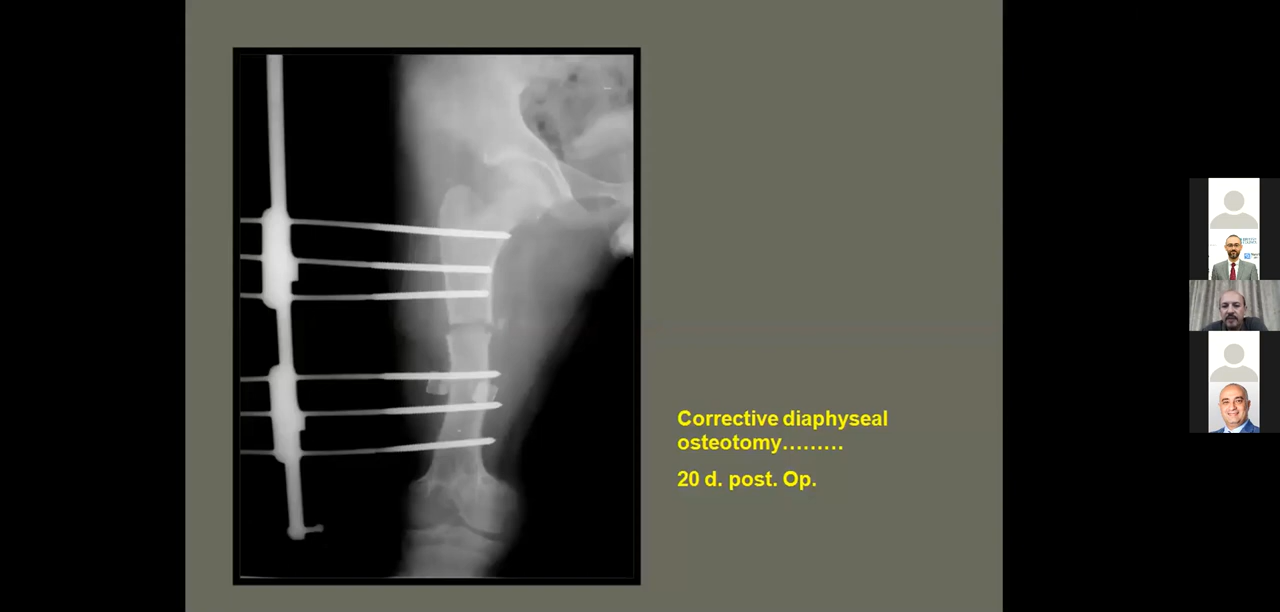 Corrective diaphyseal
osteotomy………
20 d. post. Op.